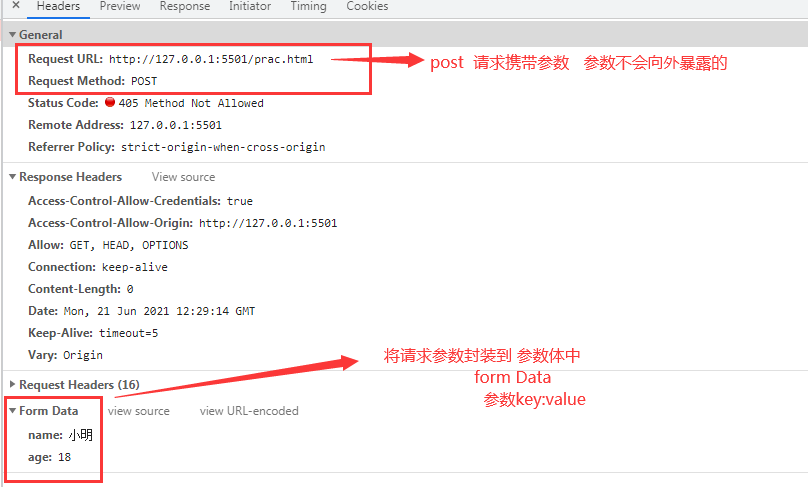 × Headers Preview Response Initiator Timing Cookies
▼ General
Request URL: http://127.0.0.1:5501/prac.html
post 请求携带参数 参数不会向外暴露的
Request Method: POST
Status Code: 405 Method Not Allowed
Remote Address: 127.0.0.1:5501
Referrer Policy: strict-origin-when-cross-origin
▼ Response Headers View source
Access-Control-Allow-Credentials: true
Access-Control-Allow-Origin: http://127.0.0.1:5501
Allow: GET, HEAD, OPTIONS
Connection: keep-alive
Content-Length: 0
Date: Mon, 21 Jun 2021 12:29:14 GMT
Keep-Alive: timeout=5
Vary: Origin
将请求参数封装到 参数体中
form Data
参数key:value
▶ Request Headers (16)
▼ Form Data view source view URL-encoded
name: 小明
age: 18